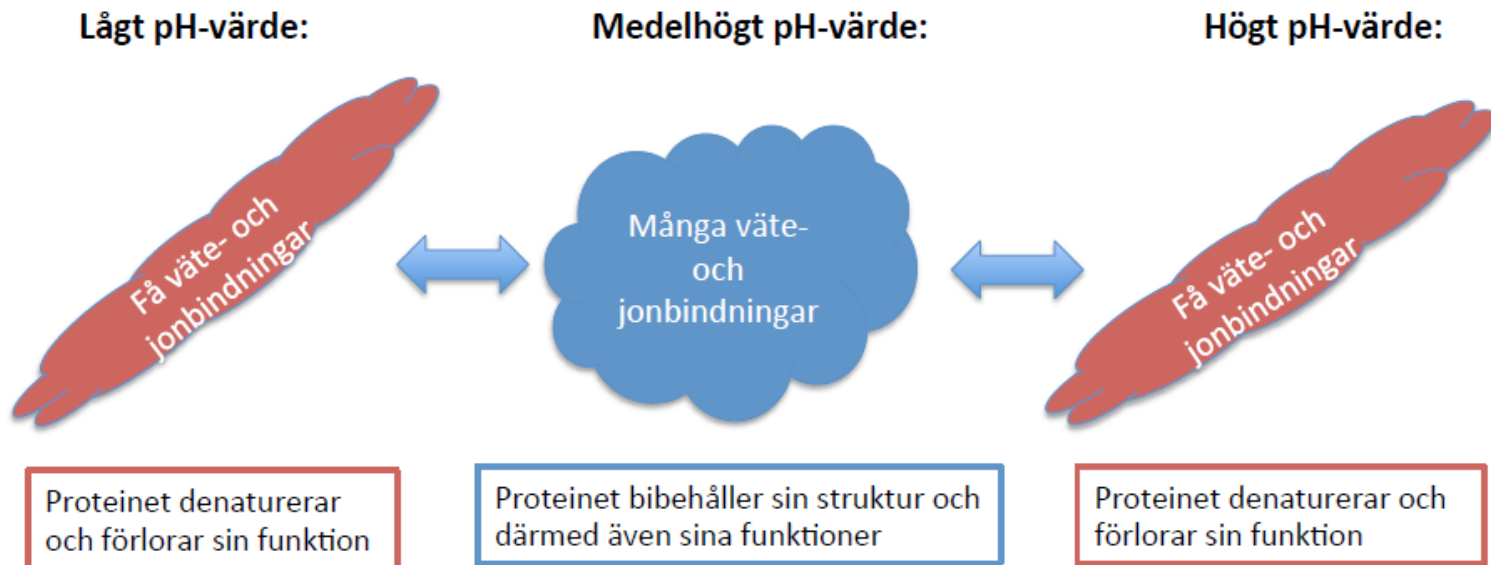 Lågt pH-värde:
Medelhögt pH-värde:
Högt pH-värde:
Få väte- och
jonbindningar
Många väte-
och
jonbindningar
Få väte- och
jonbindningar
Proteinet denaturerar
och förlorar sin funktion
Proteinet bibehåller sin struktur och
därmed även sina funktioner
Proteinet denaturerar och
förlorar sin funktion